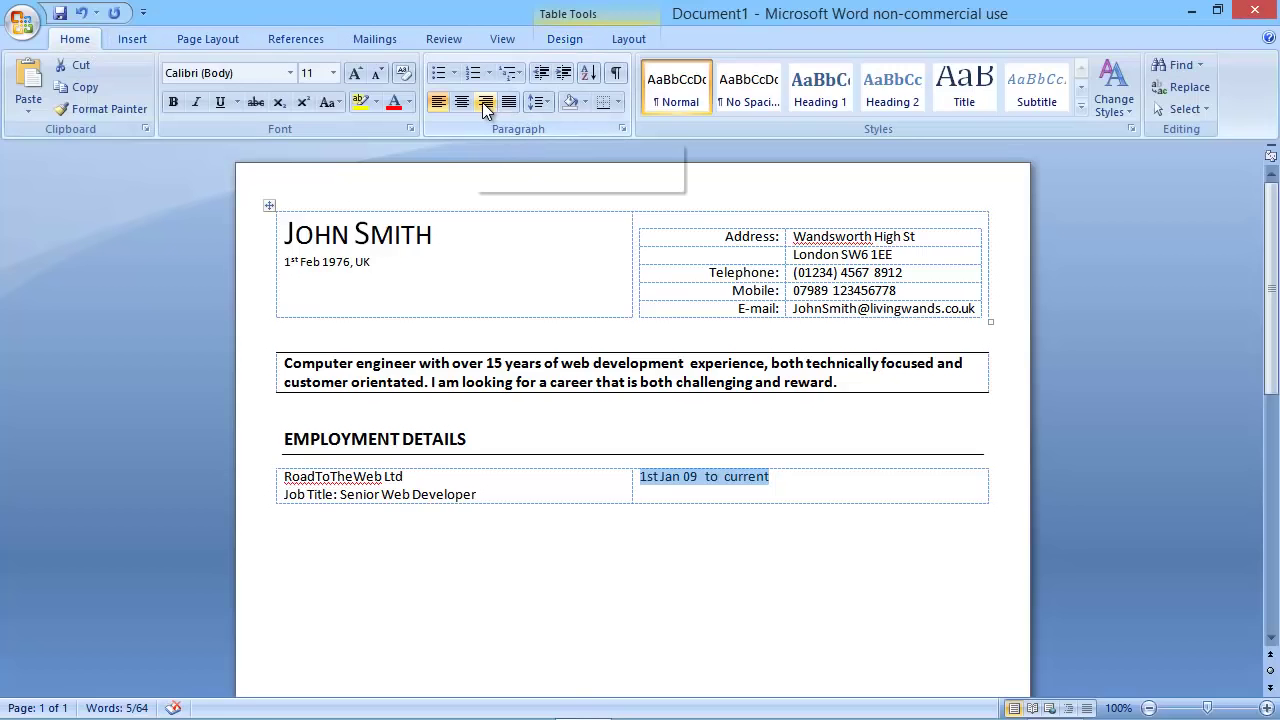 Table Tools
Document1 - Microsoft Word non-commercial use
Home Insert Page Layout References Mailings Review View Design Layout
Paste
Cut
Copy
Format Painter
Clipboard
Calibri (Body) 11
B I U abc x₂ x² Aa
Font
Paragraph
AaBbCcDc AaBbCcDc AaBbC AaBbCc AaB AaBbCc.
¶ Normal ¶ No Spaci... Heading 1 Heading 2 Title Subtitle
Styles
Change Styles
Find
Replace
Select
Editing
JOHN SMITH
1st Feb 1976, UK
Address: Wandsworth High St
London SW6 1EE
Telephone: (01234) 4567 8912
Mobile: 07989 123456778
E-mail: JohnSmith@livingwands.co.uk
Computer engineer with over 15 years of web development experience, both technically focused and
customer orientated. I am looking for a career that is both challenging and reward.
EMPLOYMENT DETAILS
RoadToTheWeb Ltd 1st Jan 09 to current
Job Title: Senior Web Developer
Page: 1 of 1 Words: 5/64 100%